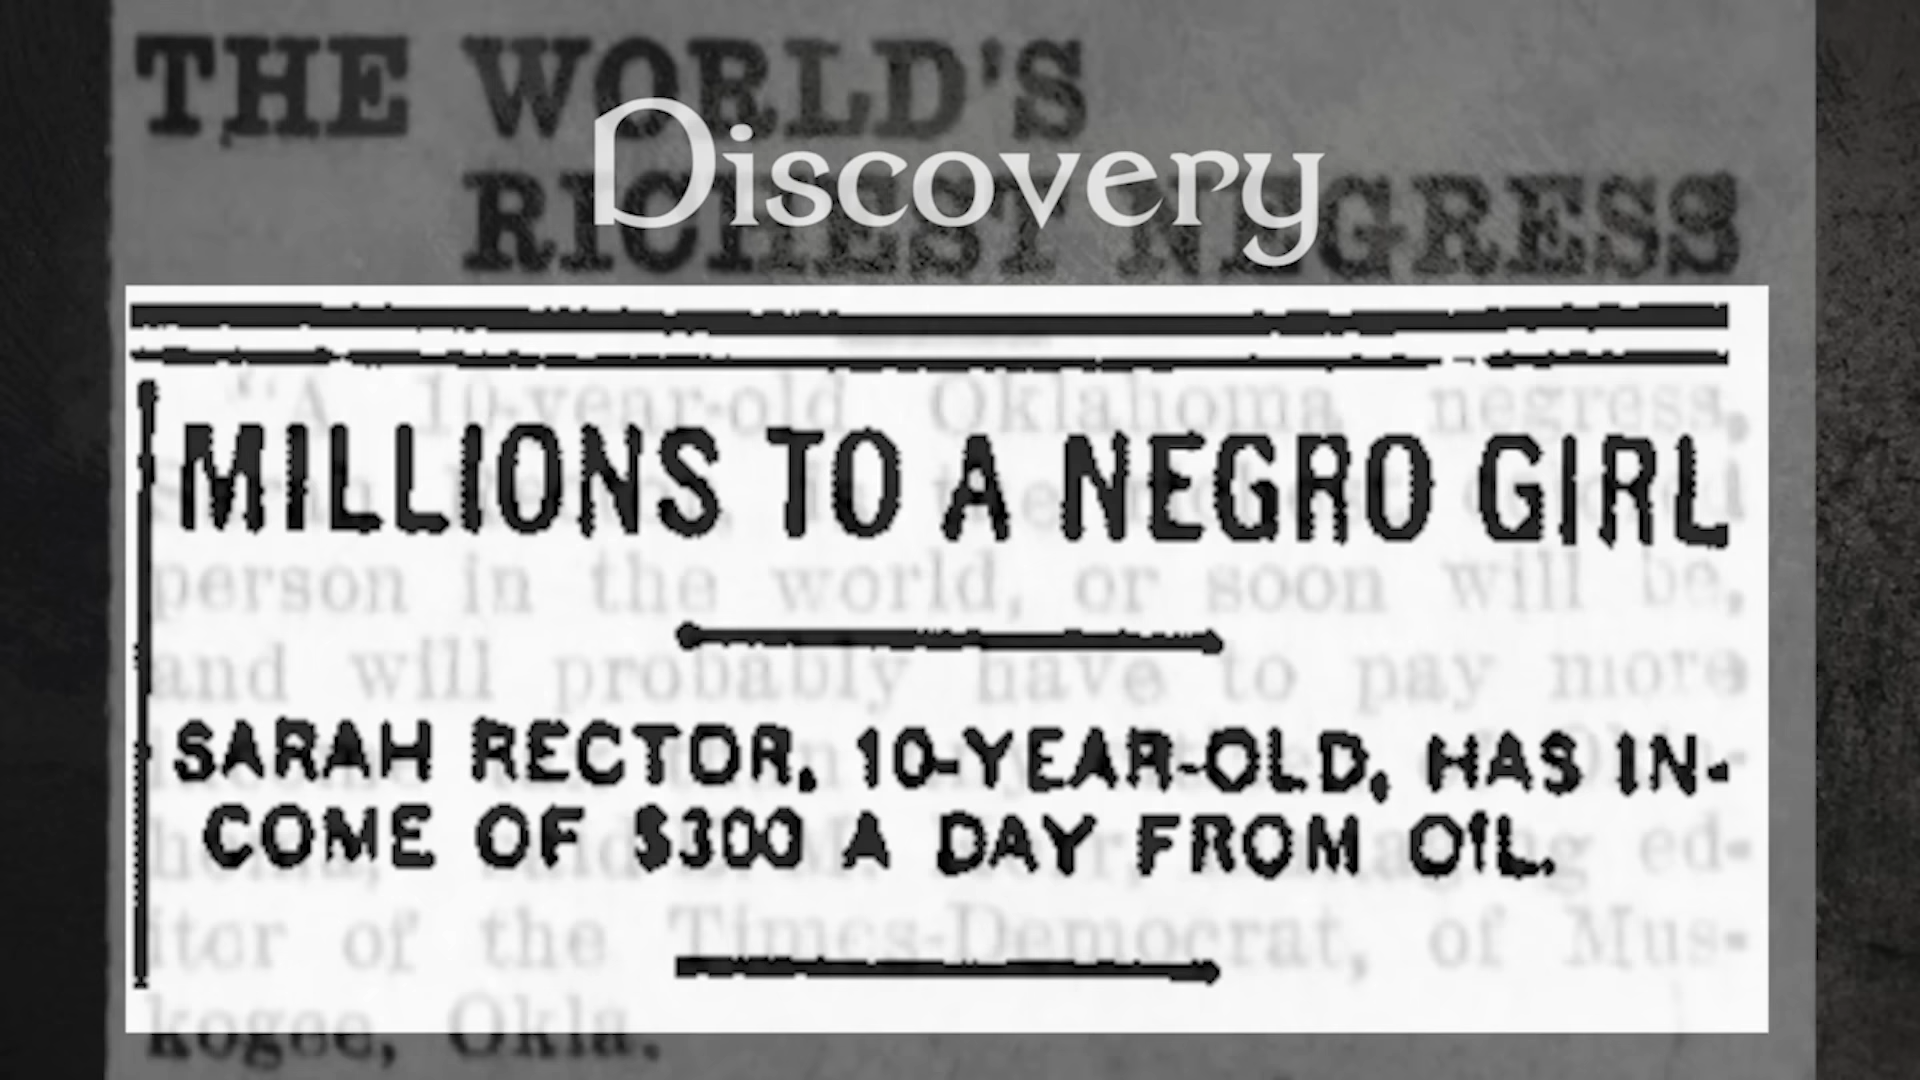 THE WORLD'S
Discovery
RICHEST NEGRESS
"A 10-year-old Oklahoma negress,
MILLIONS TO A NEGRO GIRL
person in the world, or soon will be,
and will probably have to pay more
SARAH RECTOR, 10-YEAR-OLD, HAS IN-
COME OF $300 A DAY FROM OIL.
ed-
itor of the Times-Democrat, of Mus-
kogee, Okla.